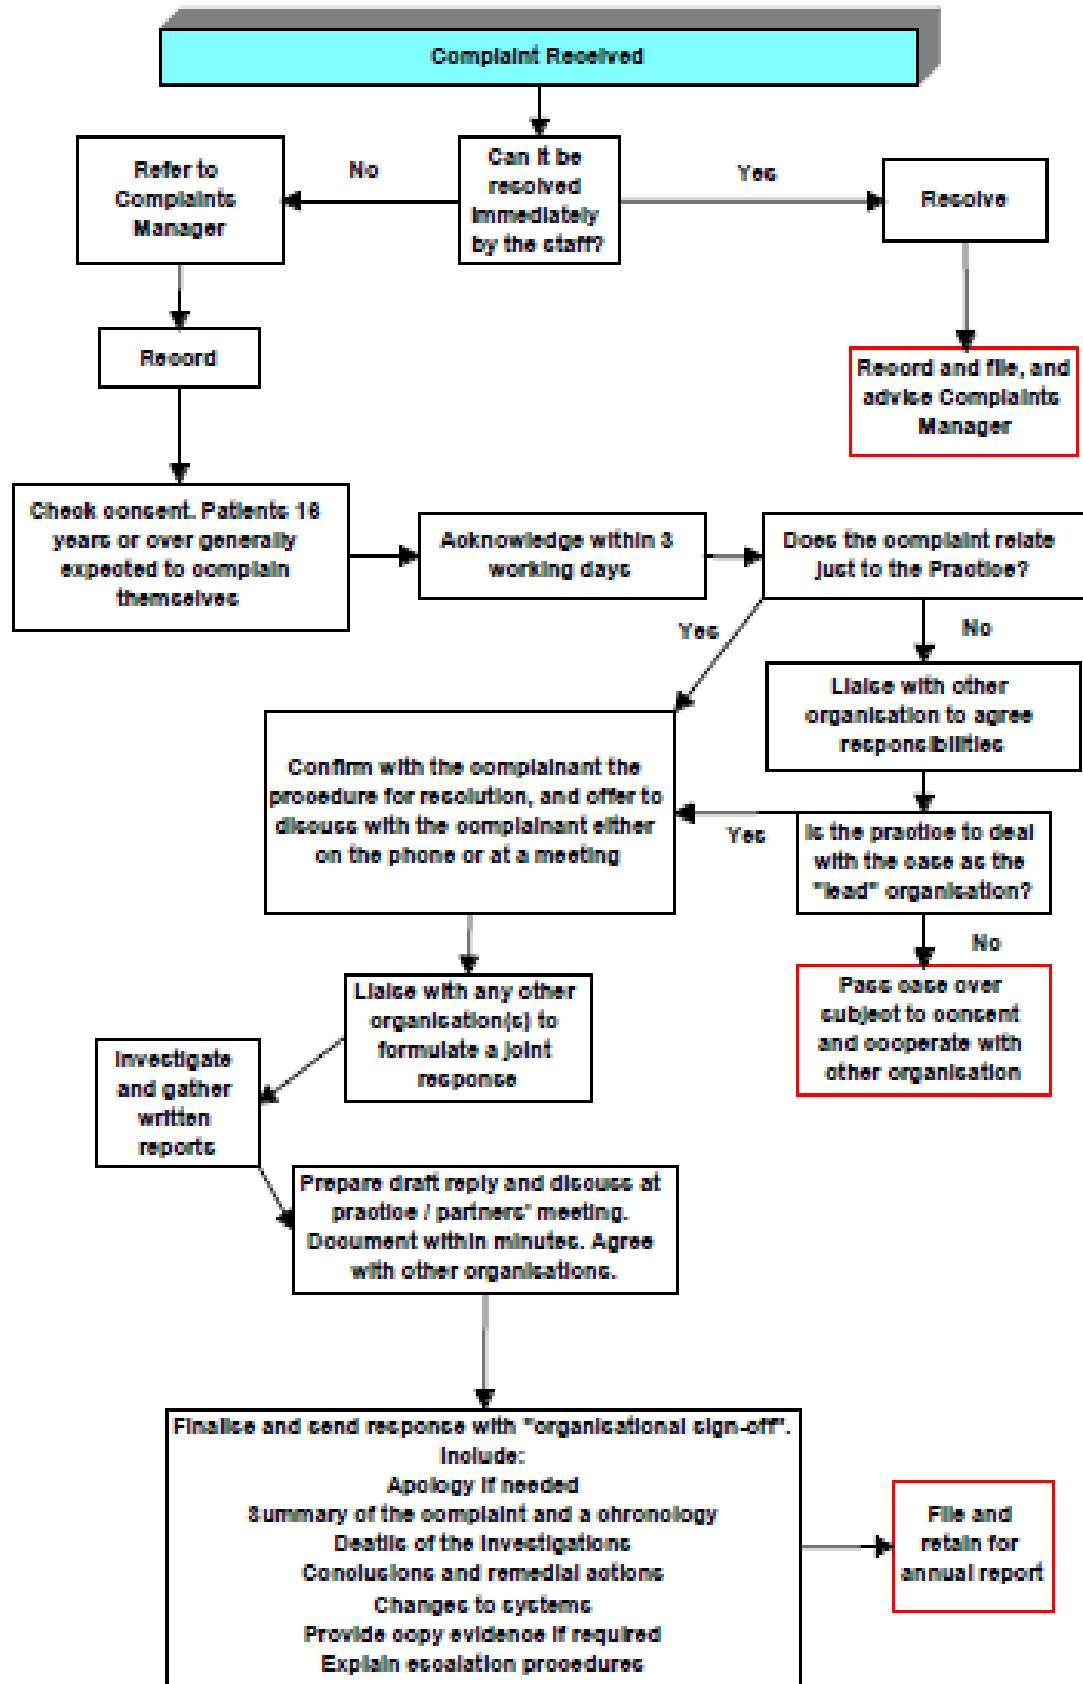 Complaint Received
Can it be
resolved
immediately
by the staff?
No
Yes
Refer to
Complaints
Manager
Resolve
Record
Record and file, and
advise Complaints
Manager
Check consent. Patients 16
years or over generally
expected to complain
themselves
Acknowledge within 3
working days
Does the complaint relate
just to the Practice?
Yes
No
Liaise with other
organisation to agree
responsibilities
Confirm with the complainant the
procedure for resolution, and offer to
discuss with the complainant either
on the phone or at a meeting
Yes
Is the practice to deal
with the case as the
"lead" organisation?
No
Pass case over
subject to consent
and cooperate with
other organisation
Liaise with any other
organisation(s) to
formulate a joint
response
Investigate
and gather
written
reports
Prepare draft reply and discuss at
practice / partners' meeting.
Document within minutes. Agree
with other organisations.
Finalise and send response with "organisational sign-off".
Include:
Apology if needed
Summary of the complaint and a chronology
Deatils of the investigations
Conclusions and remedial actions
Changes to systems
Provide copy evidence if required
Explain escalation procedures
File and
retain for
annual report